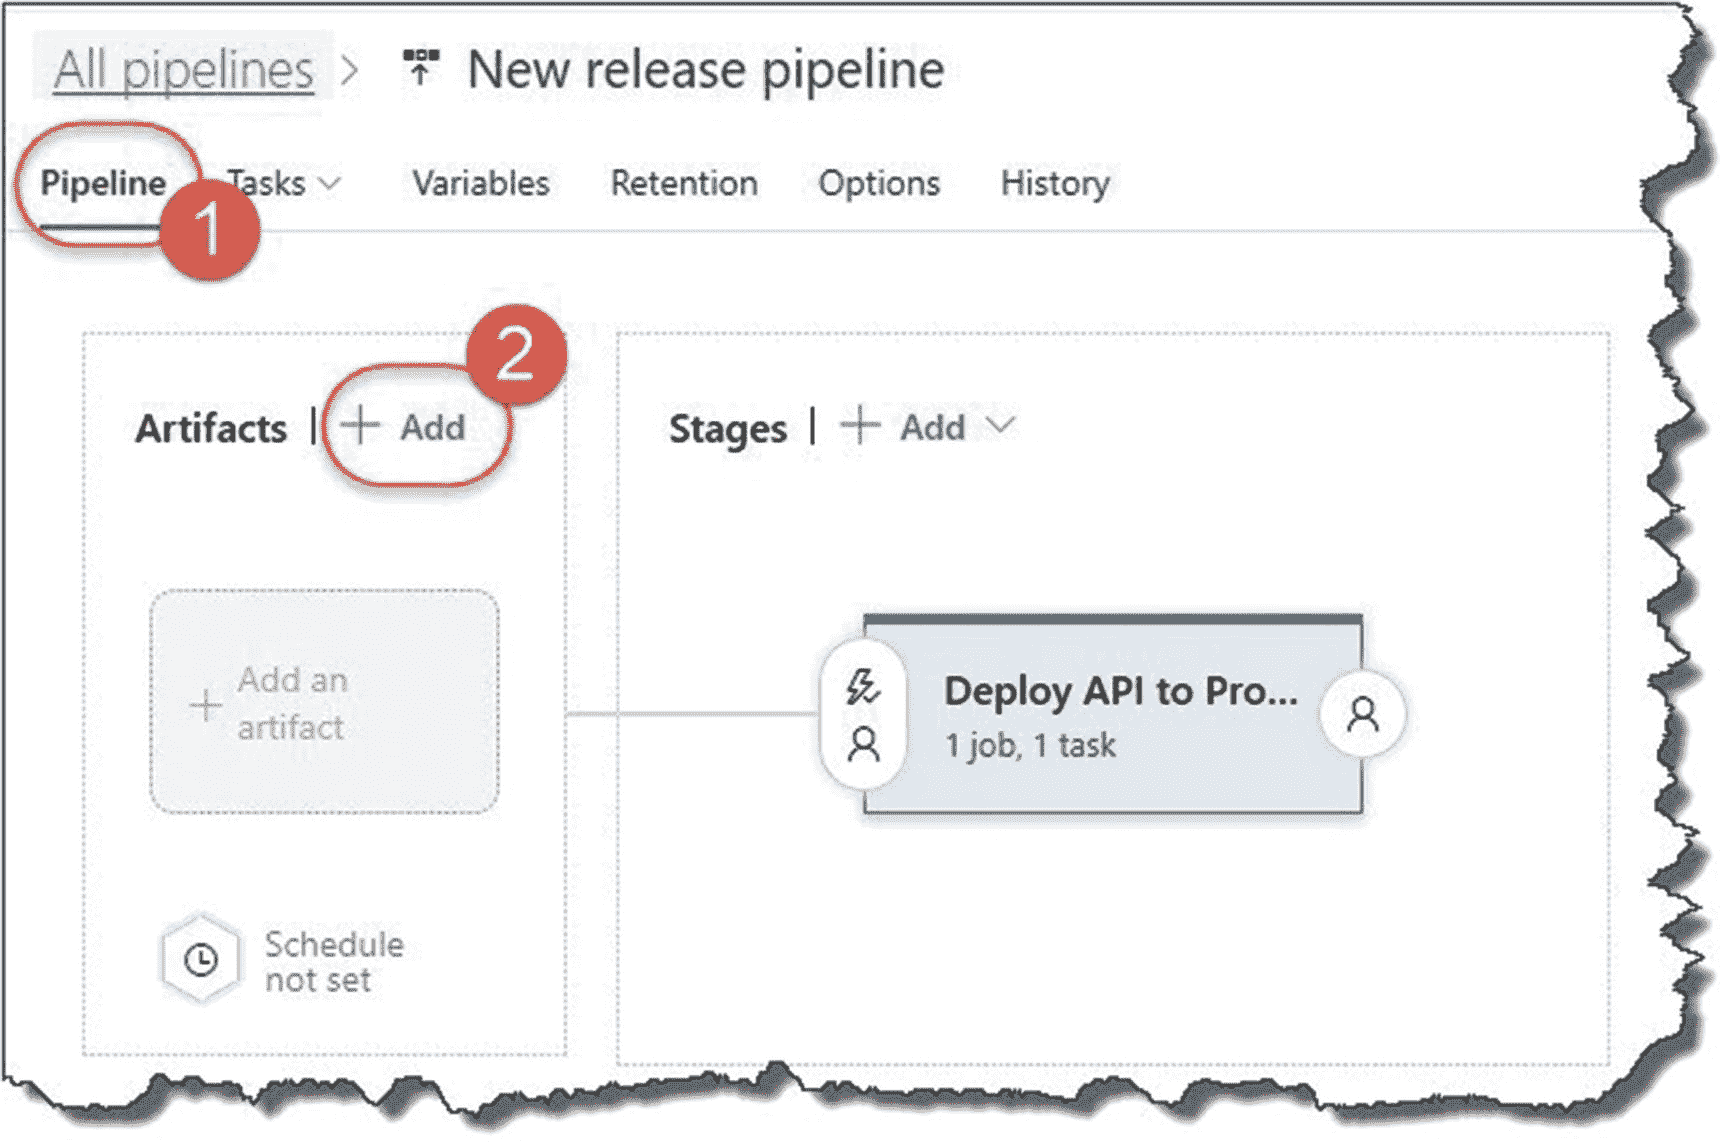 All pipelines > New release pipeline
Pipeline Tasks Variables Retention Options History
1
2
Artifacts | + Add
Stages | + Add
+ Add an
artifact
Deploy API to Pro...
1 job, 1 task
Schedule
not set